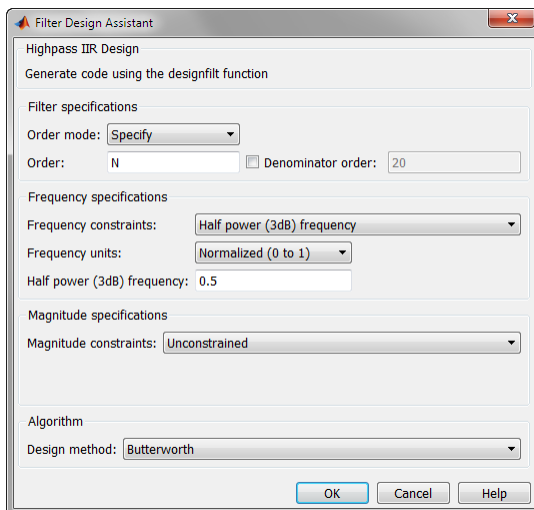 Filter Design Assistant
Highpass IIR Design
Generate code using the designfilt function
Filter specifications
Order mode: Specify
Order: N Denominator order: 20
Frequency specifications
Frequency constraints: Half power (3dB) frequency
Frequency units: Normalized (0 to 1)
Half power (3dB) frequency: 0.5
Magnitude specifications
Magnitude constraints: Unconstrained
Algorithm
Design method: Butterworth
OK Cancel Help